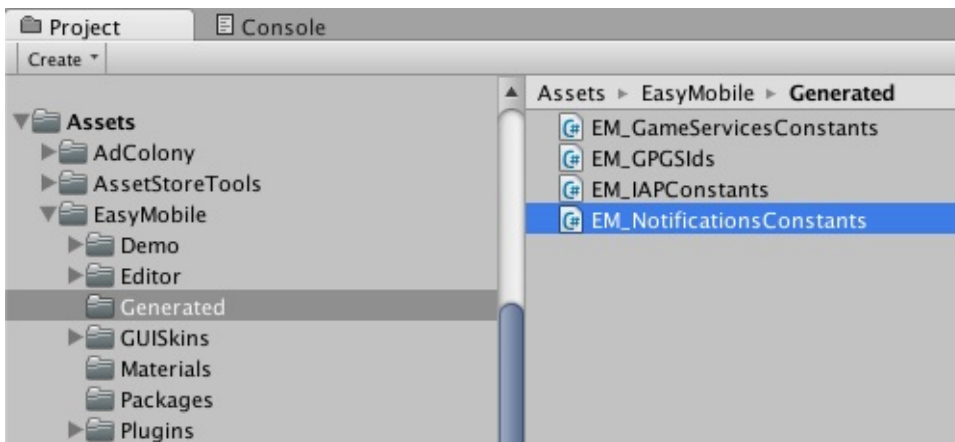 Project
Console
Create
Assets
AdColony
AssetStoreTools
EasyMobile
Demo
Editor
Generated
GUISkins
Materials
Packages
Plugins
Assets ▸ EasyMobile ▸ Generated
C# EM_GameServicesConstants
C# EM_GPGSIds
C# EM_IAPConstants
C# EM_NotificationsConstants